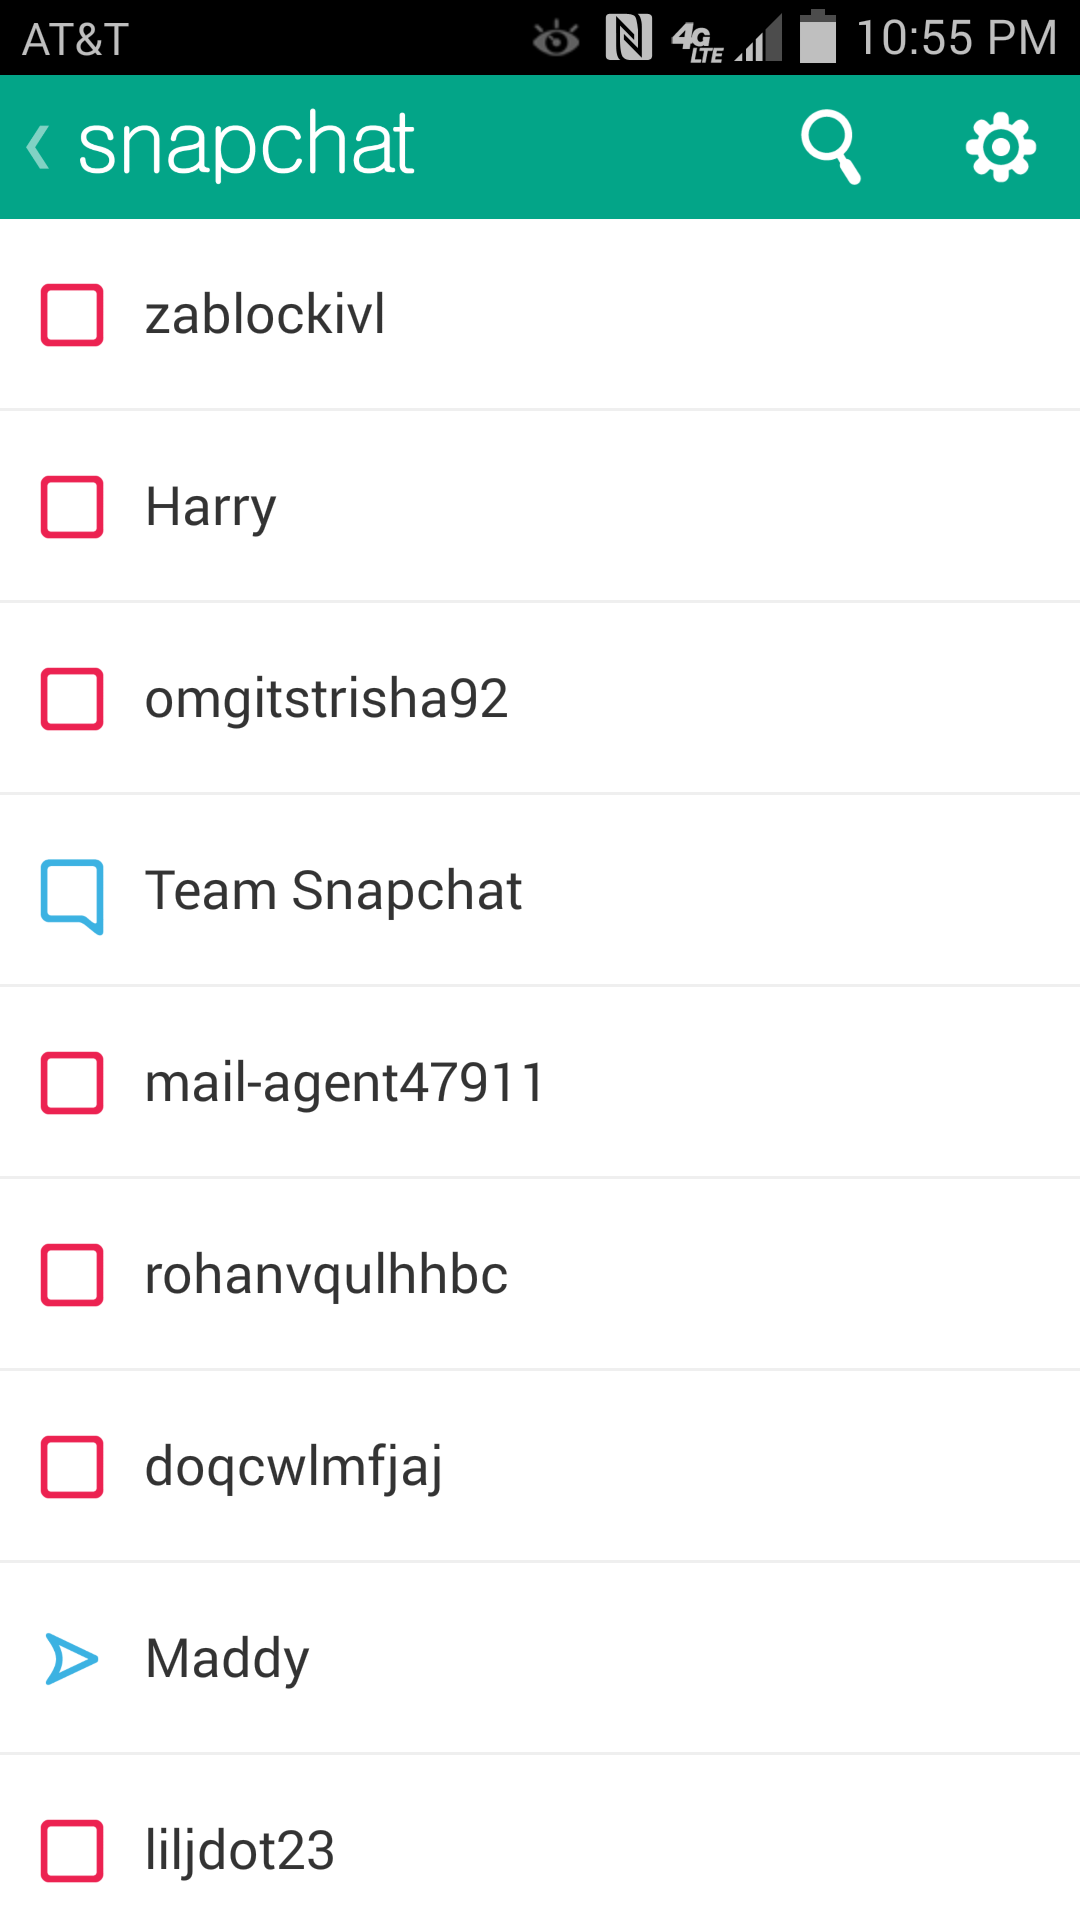 AT&T 4G LTE 10:55 PM
snapchat
zablockivl
Harry
omgitstrisha92
Team Snapchat
mail-agent47911
rohanvqulhhbc
doqcwlmfjaj
Maddy
liljdot23